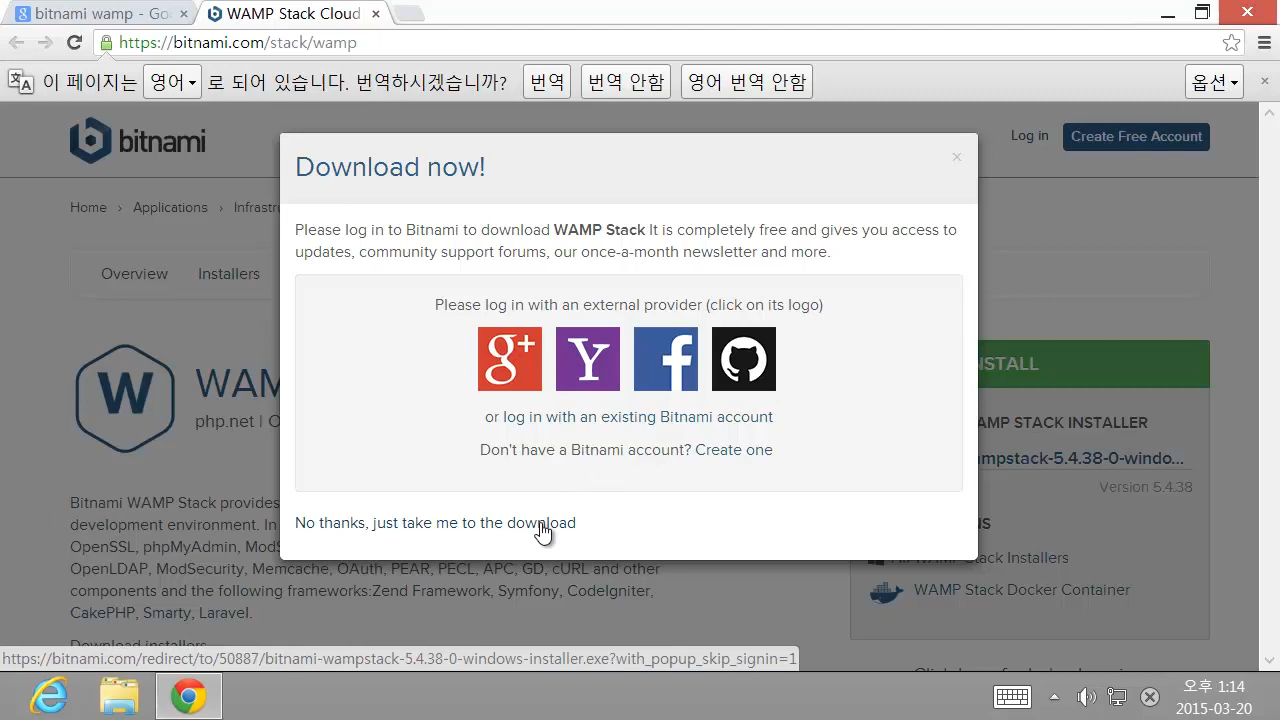 bitnami wamp - Go
WAMP Stack Cloud
https://bitnami.com/stack/wamp
이 페이지는 영어 로 되어 있습니다. 번역하시겠습니까? 번역 번역 안함 영어 번역 안함 옵션
bitnami
Log in
Create Free Account
Download now!
Home › Applications › Infrastru
Please log in to Bitnami to download WAMP Stack It is completely free and gives you access to
updates, community support forums, our once-a-month newsletter and more.
Overview Installers
Please log in with an external provider (click on its logo)
g+ Y f
W
WAM
php.net | O
STALL
or log in with an existing Bitnami account
AMP STACK INSTALLER
Don't have a Bitnami account? Create one
mpstack-5.4.38-0-windo...
Version 5.4.38
Bitnami WAMP Stack provides
development environment. In
No thanks, just take me to the download
NS
OpenSSL, phpMyAdmin, ModS
Installers
OpenLDAP, ModSecurity, Memcache, OAuth, PEAR, PECL, APC, GD, cURL and other
components and the following frameworks:Zend Framework, Symfony, CodeIgniter,
WAMP Stack Docker Container
CakePHP, Smarty, Laravel.
Download installers
https://bitnami.com/redirect/to/50887/bitnami-wampstack-5.4.38-0-windows-installer.exe?with_popup_skip_signin=1
오후 1:14
2015-03-20